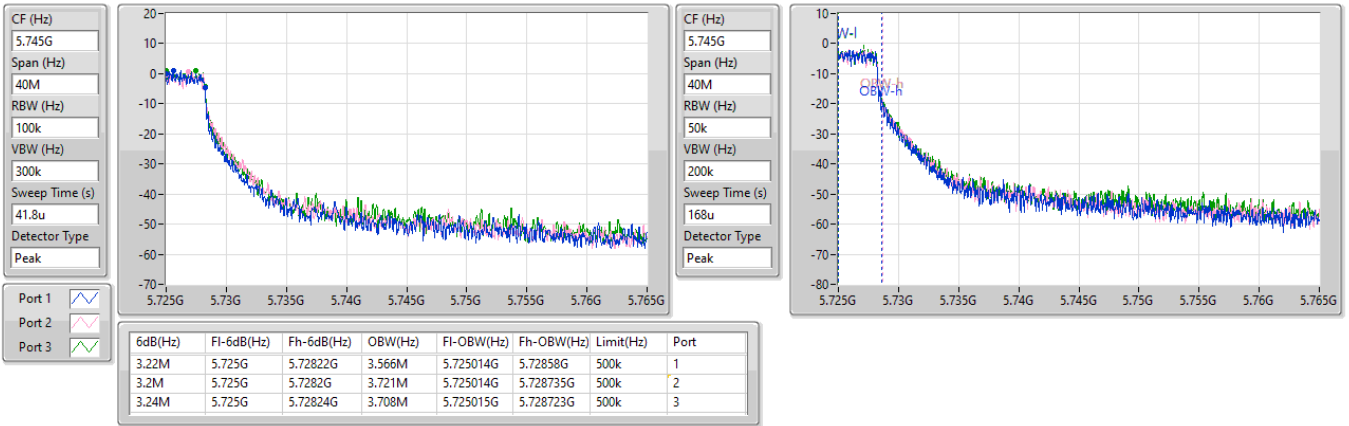 CF (Hz)
5.745G
Span (Hz)
40M
RBW (Hz)
100k
VBW (Hz)
300k
Sweep Time (s)
41.8u
Detector Type
Peak
Port 1
Port 2
Port 3
20-
10-
0-
-10-
-20-
-30-
-40-
-50-
-60-
-70-
5.725G 5.73G 5.735G 5.74G 5.745G 5.75G 5.755G 5.76G 5.765G
CF (Hz)
5.745G
Span (Hz)
40M
RBW (Hz)
50k
VBW (Hz)
200k
Sweep Time (s)
168u
Detector Type
Peak
10-
0-
-10-
-20-
-30-
-40-
-50-
-60-
-70-
-80-
W-l
OBW-h
OBW-h
5.725G 5.73G 5.735G 5.74G 5.745G 5.75G 5.755G 5.76G 5.765G
6dB(Hz) Fl-6dB(Hz) Fh-6dB(Hz) OBW(Hz) Fl-OBW(Hz) Fh-OBW(Hz) Limit(Hz) Port
3.22M 5.725G 5.72822G 3.566M 5.725014G 5.72858G 500k 1
3.2M 5.725G 5.7282G 3.721M 5.725014G 5.728735G 500k 2
3.24M 5.725G 5.72824G 3.708M 5.725015G 5.728723G 500k 3